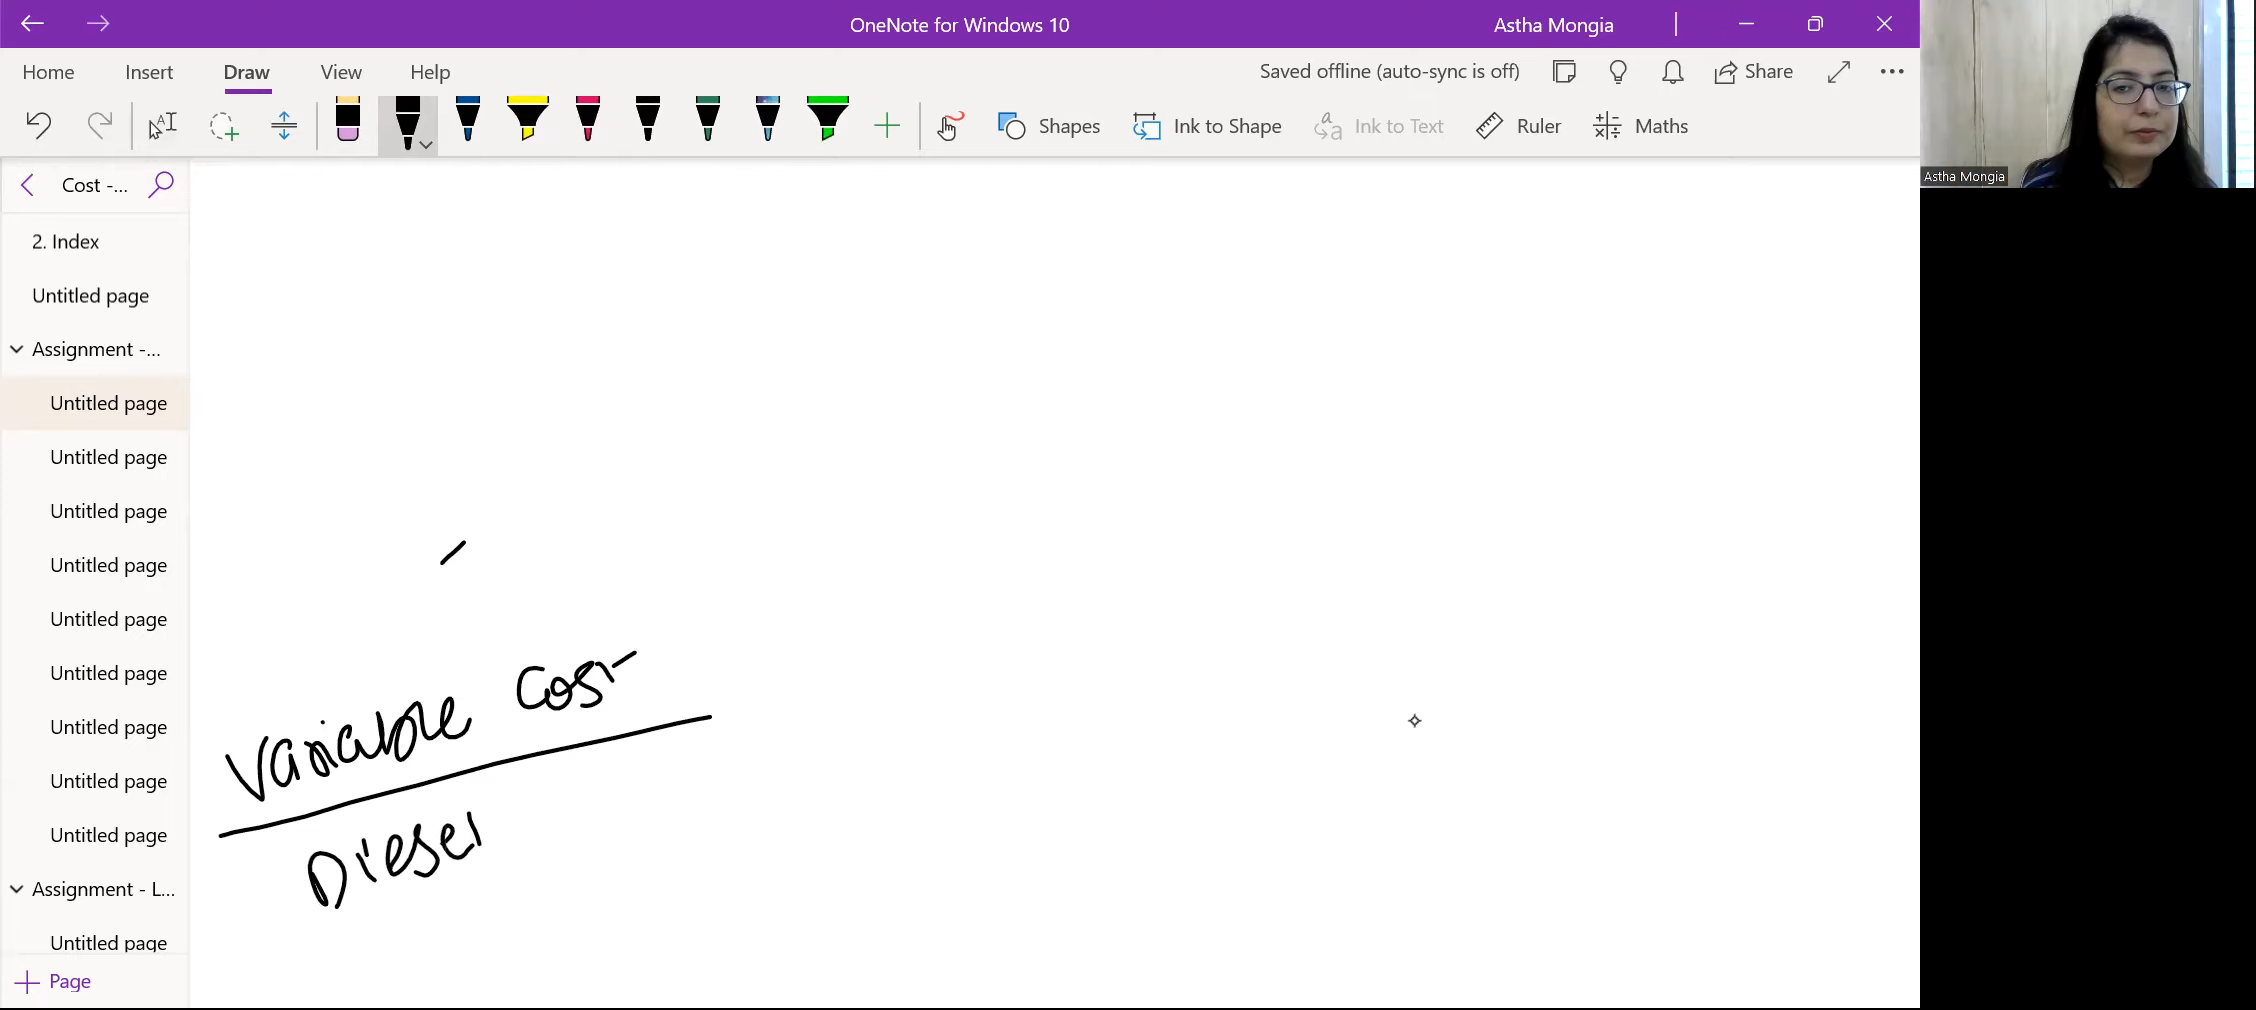 OneNote for Windows 10
Astha Mongia
Home Insert Draw View Help
Saved offline (auto-sync is off) Share
Shapes Ink to Shape Ink to Text Ruler Maths
Cost -...
2. Index
Untitled page
Assignment -...
Untitled page
Untitled page
Untitled page
Untitled page
Untitled page
Untitled page
Untitled page
Untitled page
Untitled page
Assignment - L...
Untitled page
Page
Variable Cost
Diesel
Astha Mongia